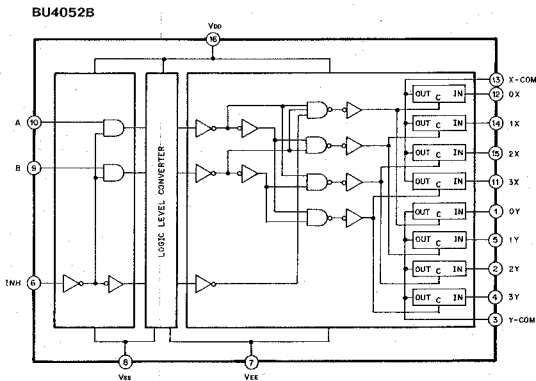 BU4052B
VDD
16
13 X-COM
OUT C IN 12 0X
A 10
OUT C IN 14 1X
OUT C IN 15 2X
B 9
OUT C IN 11 3X
LOGIC LEVEL CONVERTER
OUT C IN 1 0Y
OUT C IN 5 1Y
OUT C IN 2 2Y
INH 6
OUT C IN 4 3Y
3 Y-COM
8 7
VSS VEE